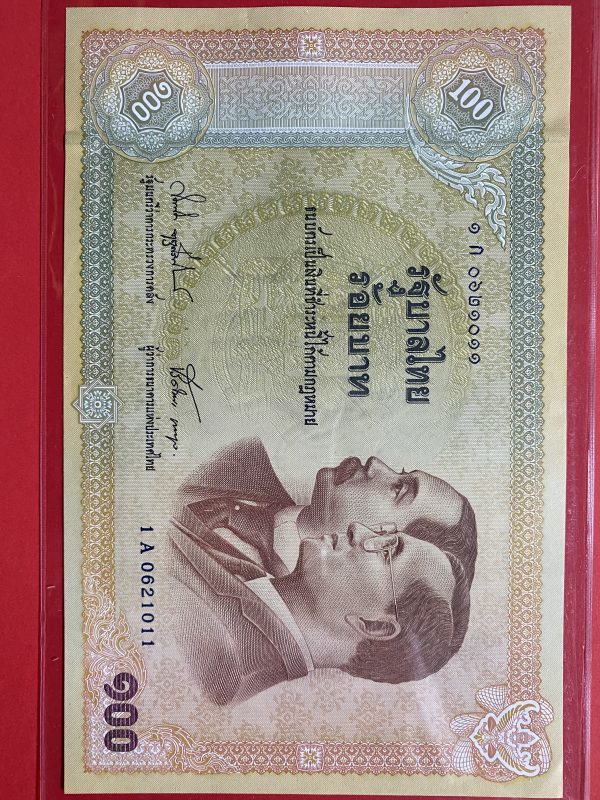 ๑๐๐
100
๑ ก ๐๖๒๑๐๑๑
รัฐบาลไทย
ร้อยบาท
ธนบัตรเป็นเงินที่ชำระหนี้ได้ตามกฎหมาย
รัฐมนตรีว่าการกระทรวงการคลัง
ผู้ว่าการธนาคารแห่งประเทศไทย
1 A 0621011
๑๐๐